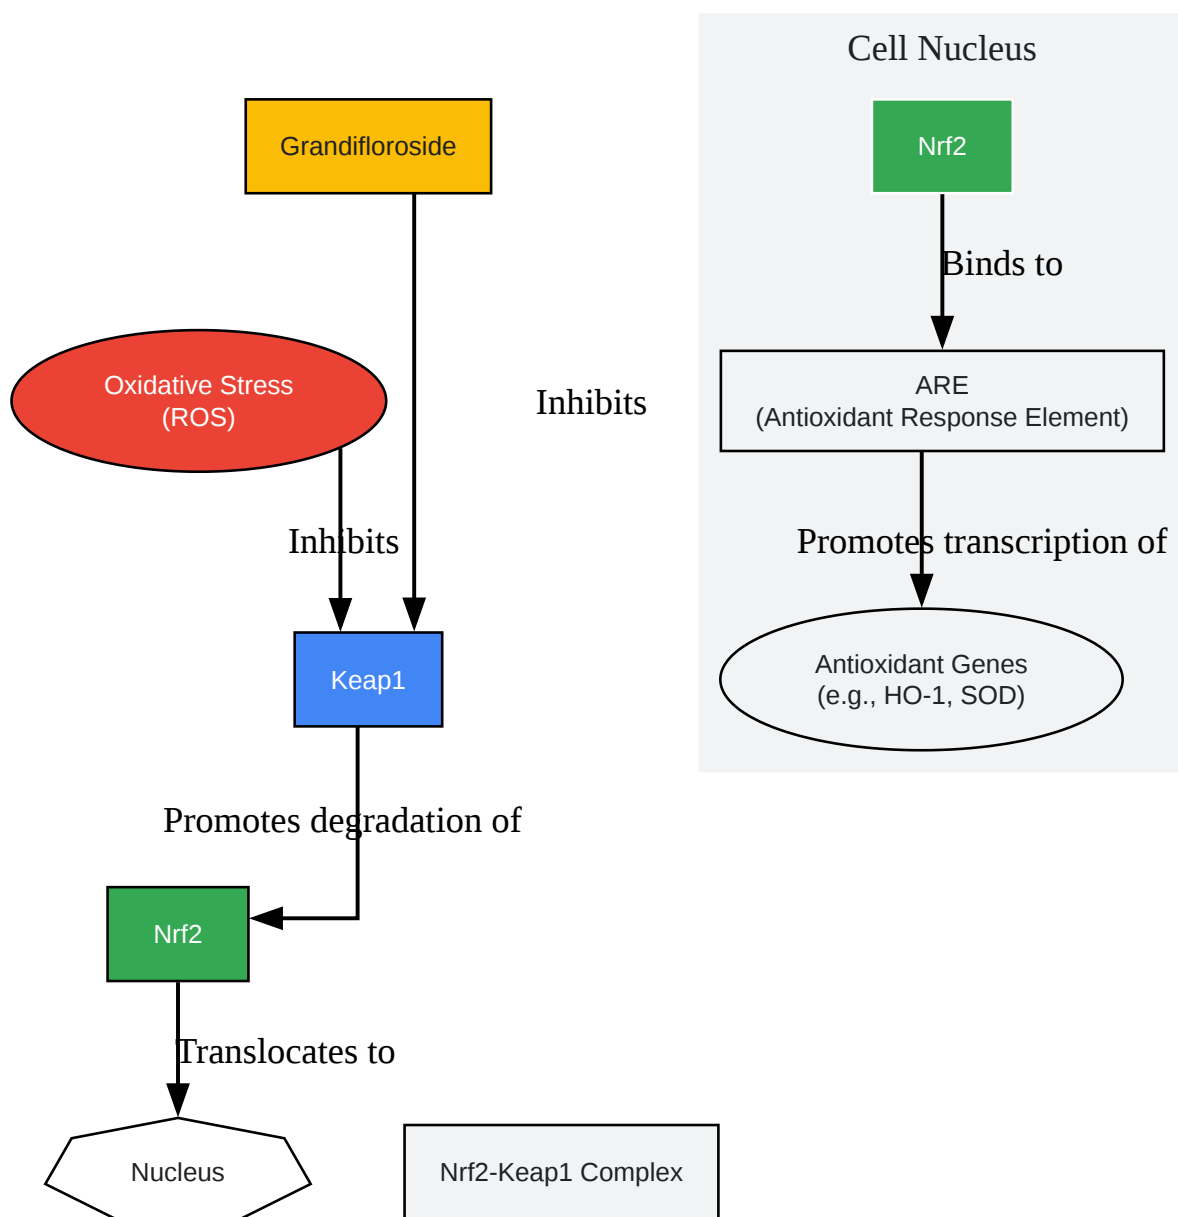 Cell Nucleus
Grandifloroside
Nrf2
Binds to
Oxidative Stress
(ROS)
Inhibits
ARE
(Antioxidant Response Element)
Inhibits
Promotes transcription of
Keap1
Antioxidant Genes
(e.g., HO-1, SOD)
Promotes degradation of
Nrf2
Translocates to
Nucleus
Nrf2-Keap1 Complex